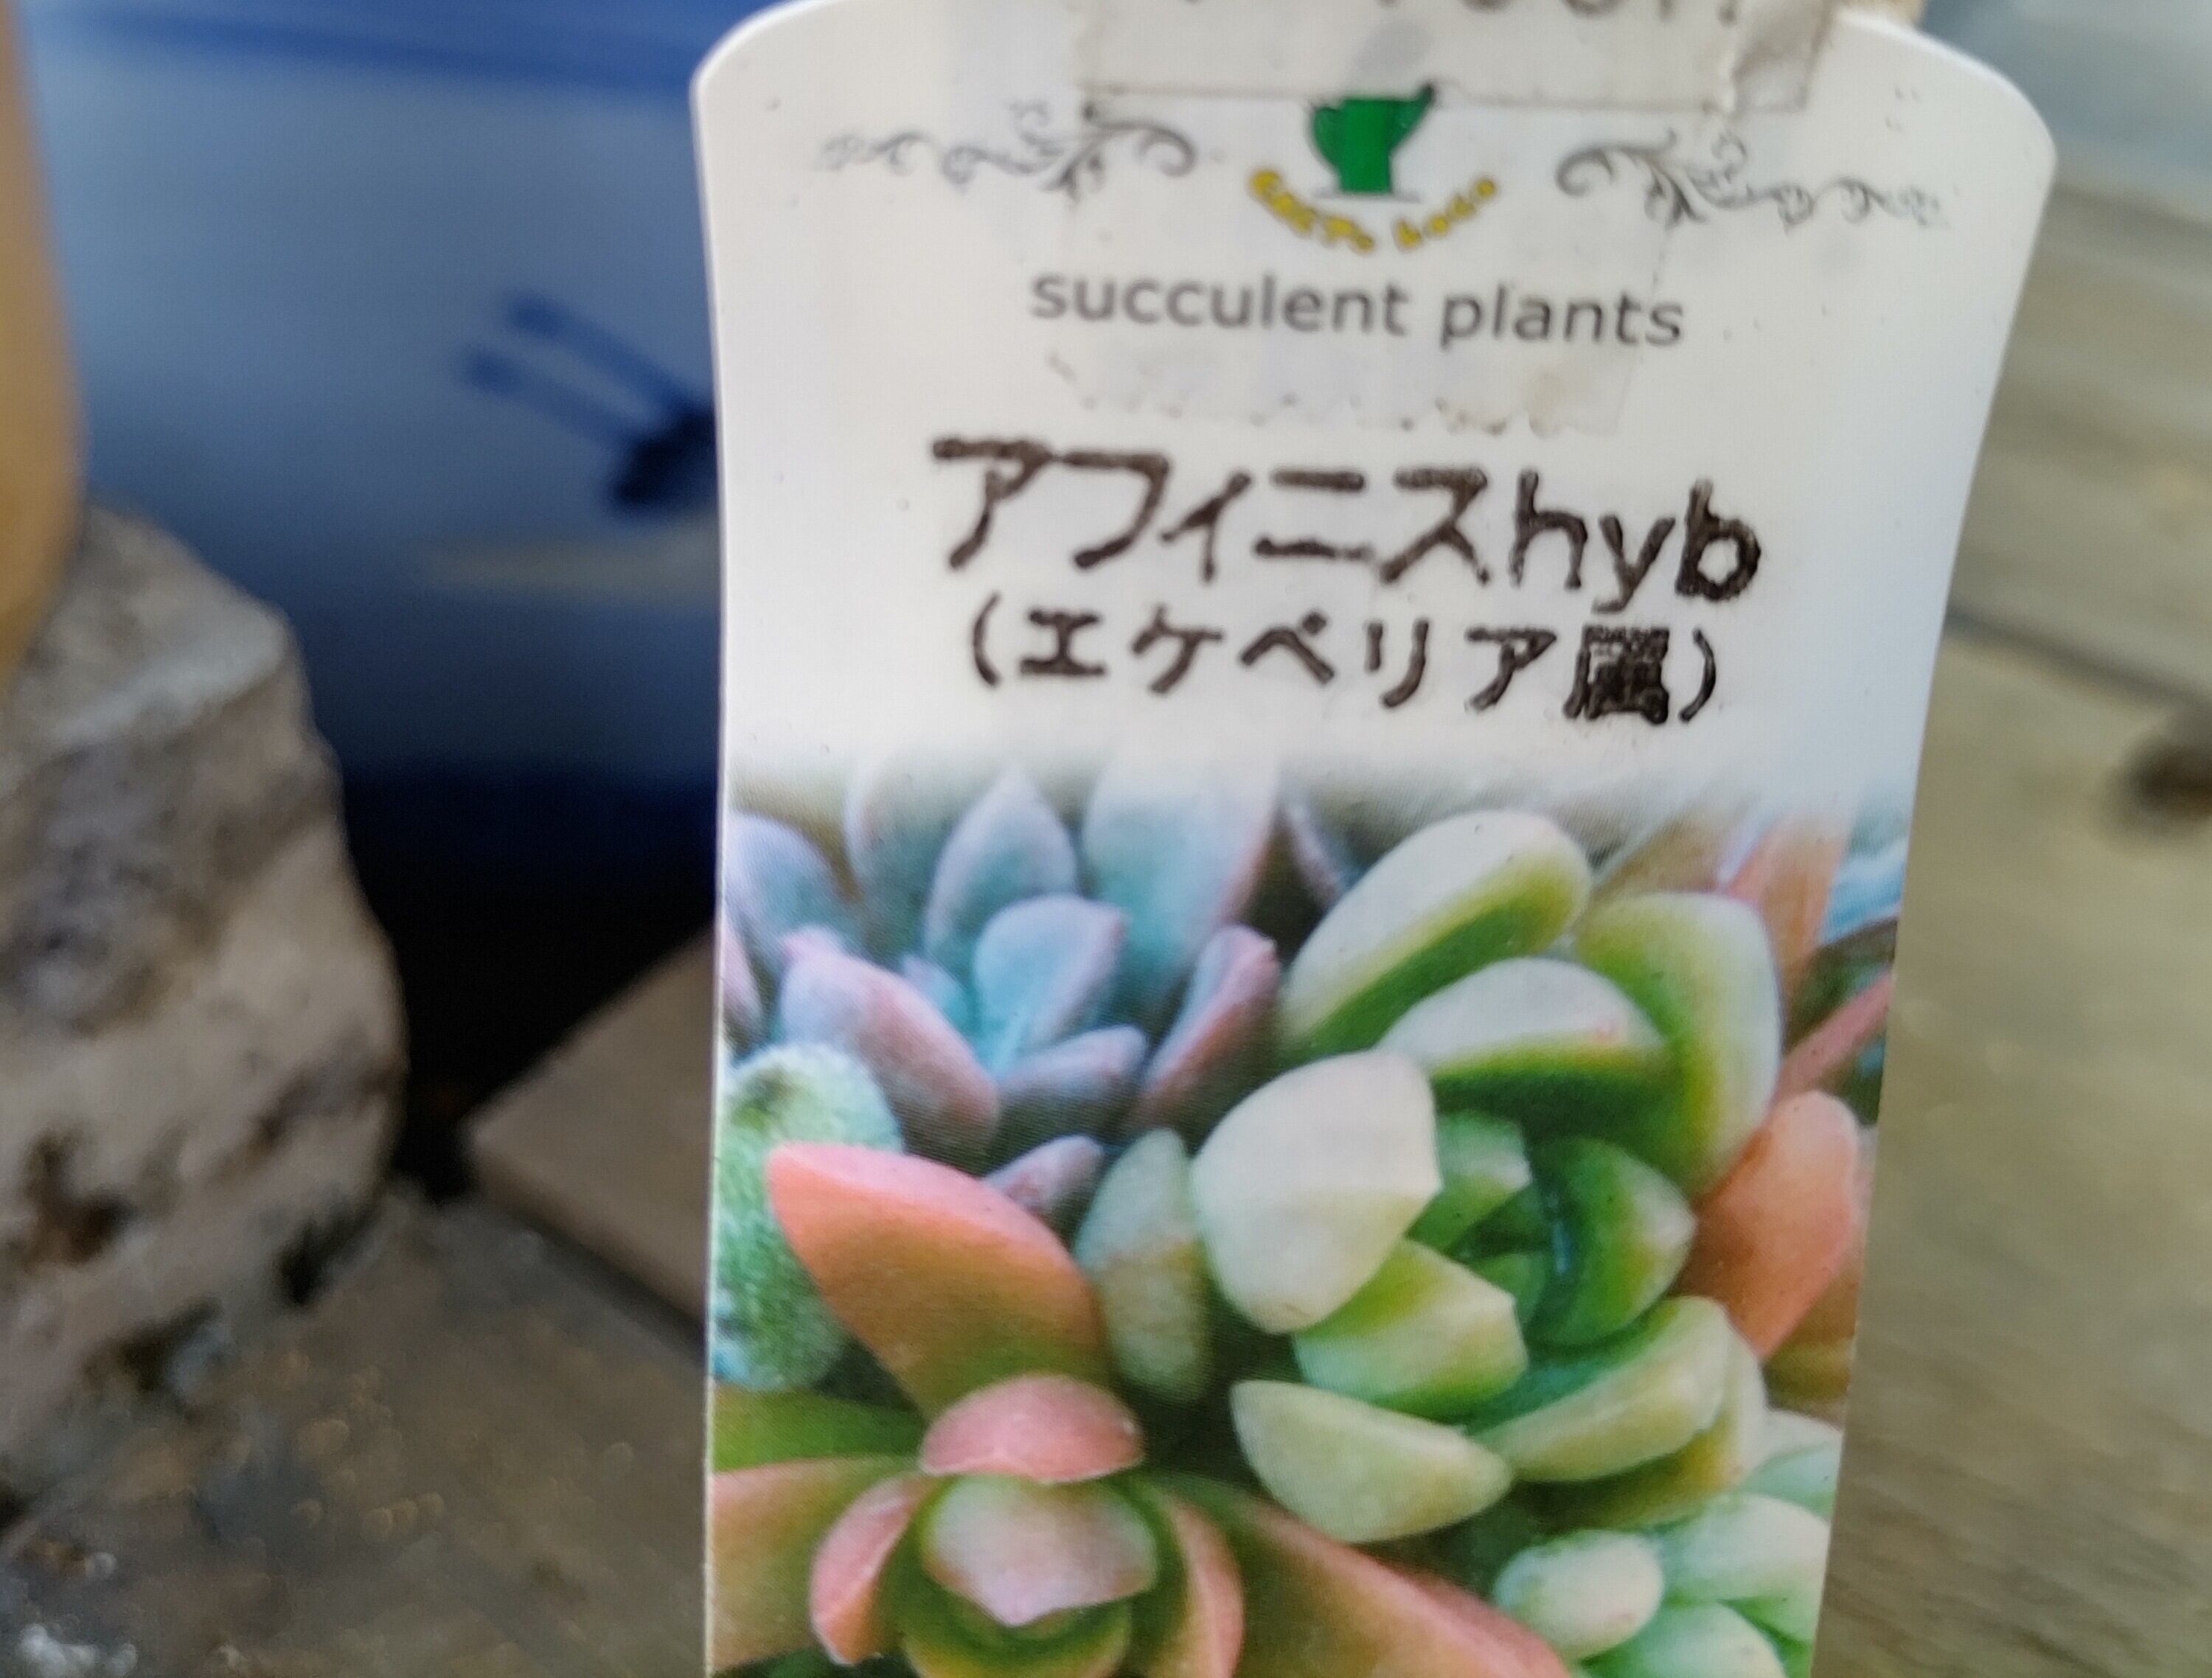 succulent plants
アフィニスhyb
(エケベリア属)